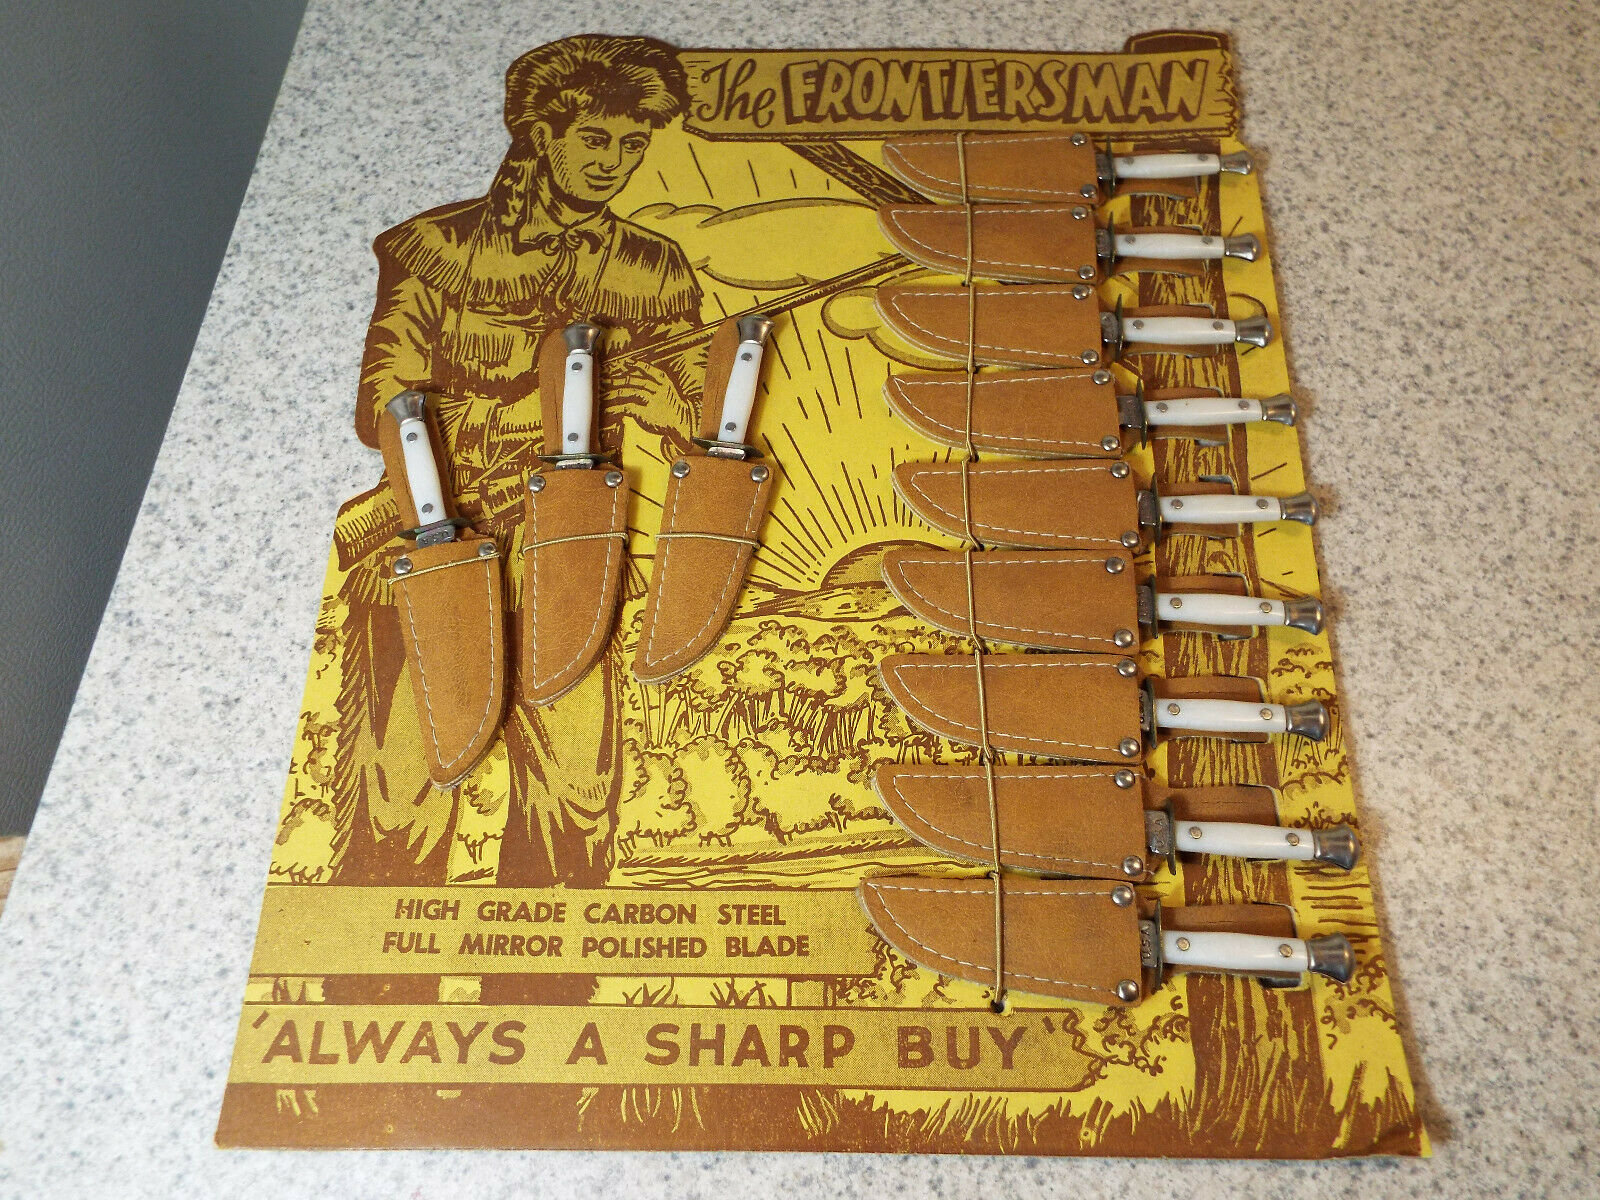 The FRONTIERSMAN
HIGH GRADE CARBON STEEL
FULL MIRROR POLISHED BLADE
'ALWAYS A SHARP BUY'
U.S.A